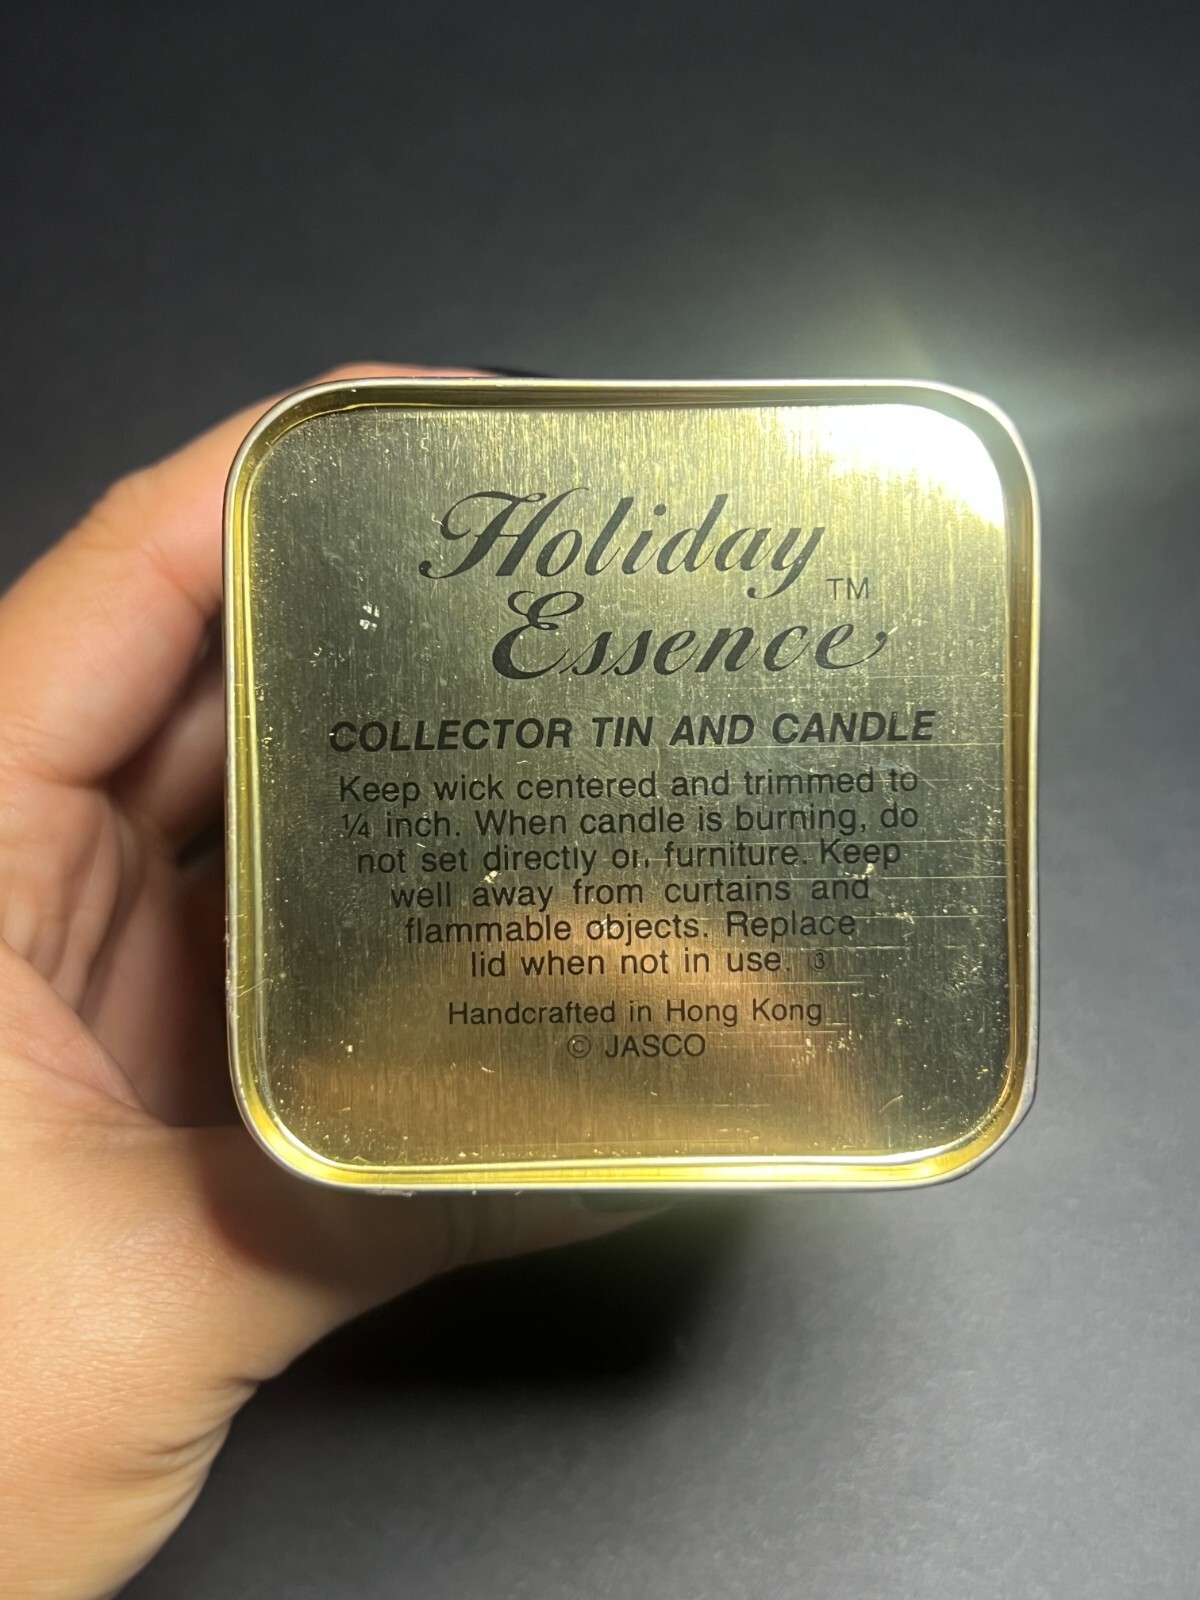 Holiday
Essence™
COLLECTOR TIN AND CANDLE
Keep wick centered and trimmed to
¼ inch. When candle is burning, do
not set directly on furniture. Keep
well away from curtains and
flammable objects. Replace
lid when not in use. ③
Handcrafted in Hong Kong
© JASCO